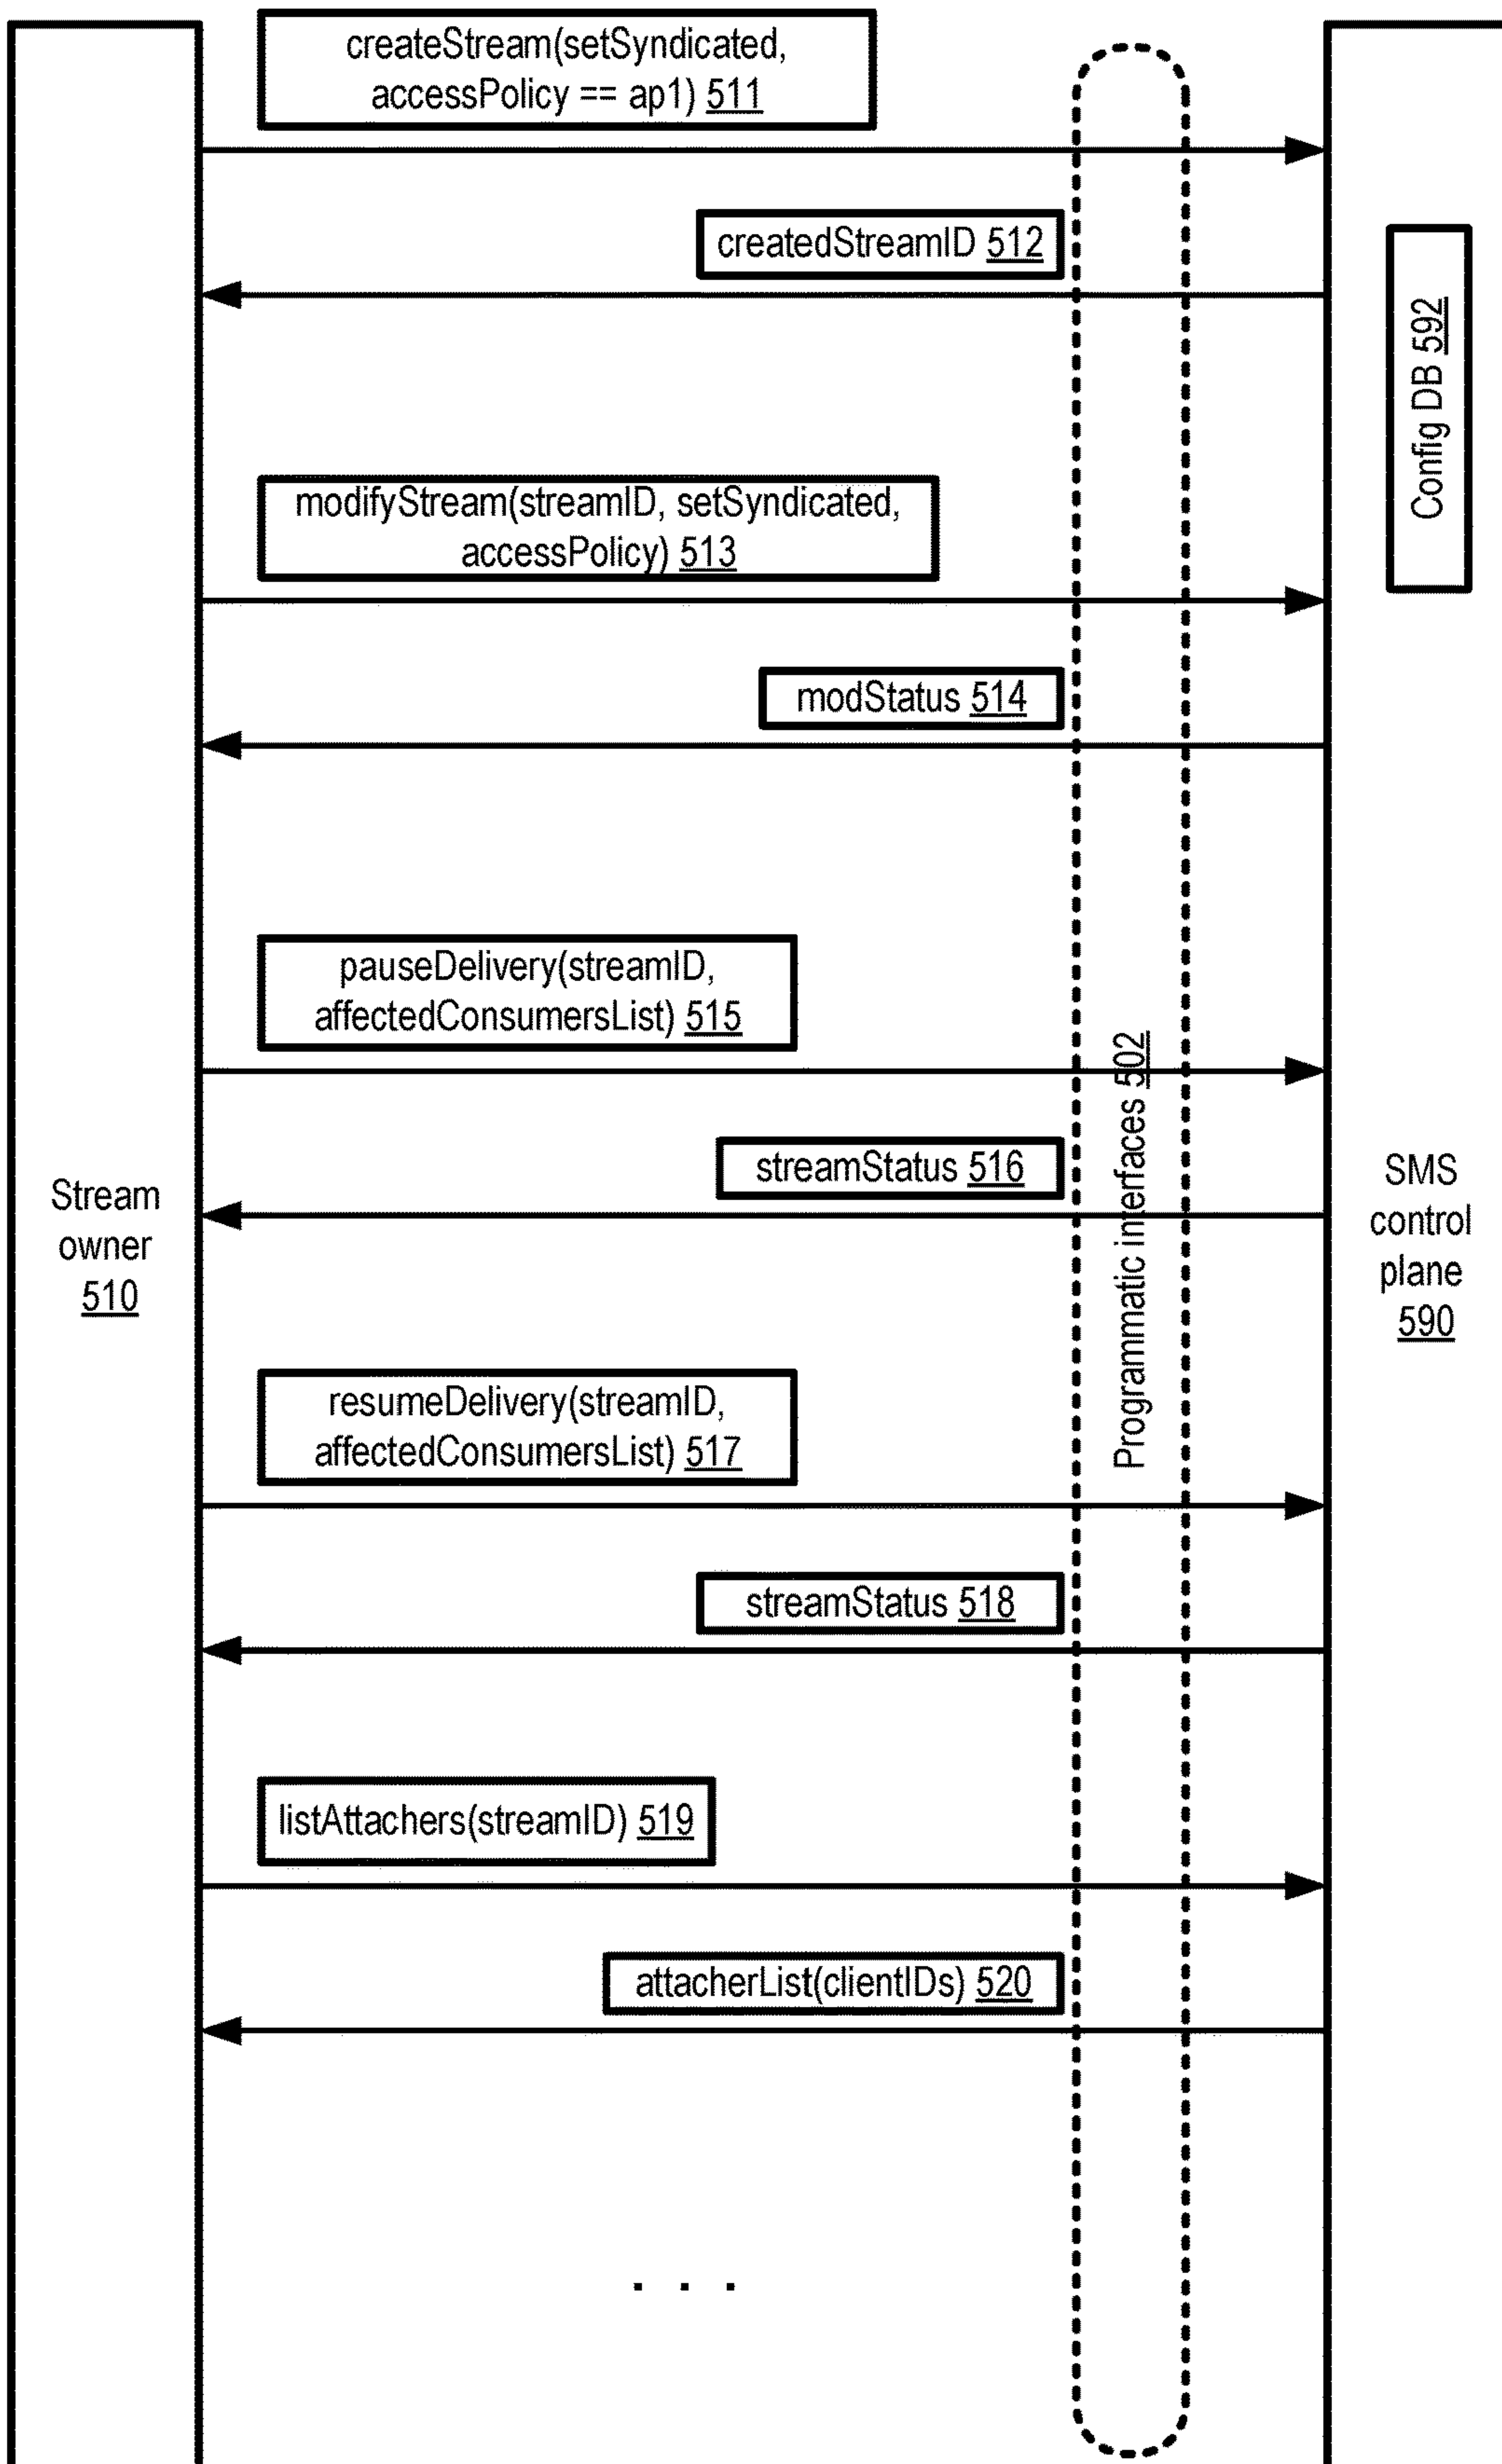 createStream(setSyndicated,
accessPolicy == ap1) 511
createdStreamID 512
Config DB 592
modifyStream(streamID, setSyndicated,
accessPolicy) 513
modStatus 514
pauseDelivery(streamID,
affectedConsumersList) 515
Programmatic interfaces 502
streamStatus 516
Stream
owner
510
SMS
control
plane
590
resumeDelivery(streamID,
affectedConsumersList) 517
streamStatus 518
listAttachers(streamID) 519
attacherList(clientIDs) 520
. . .